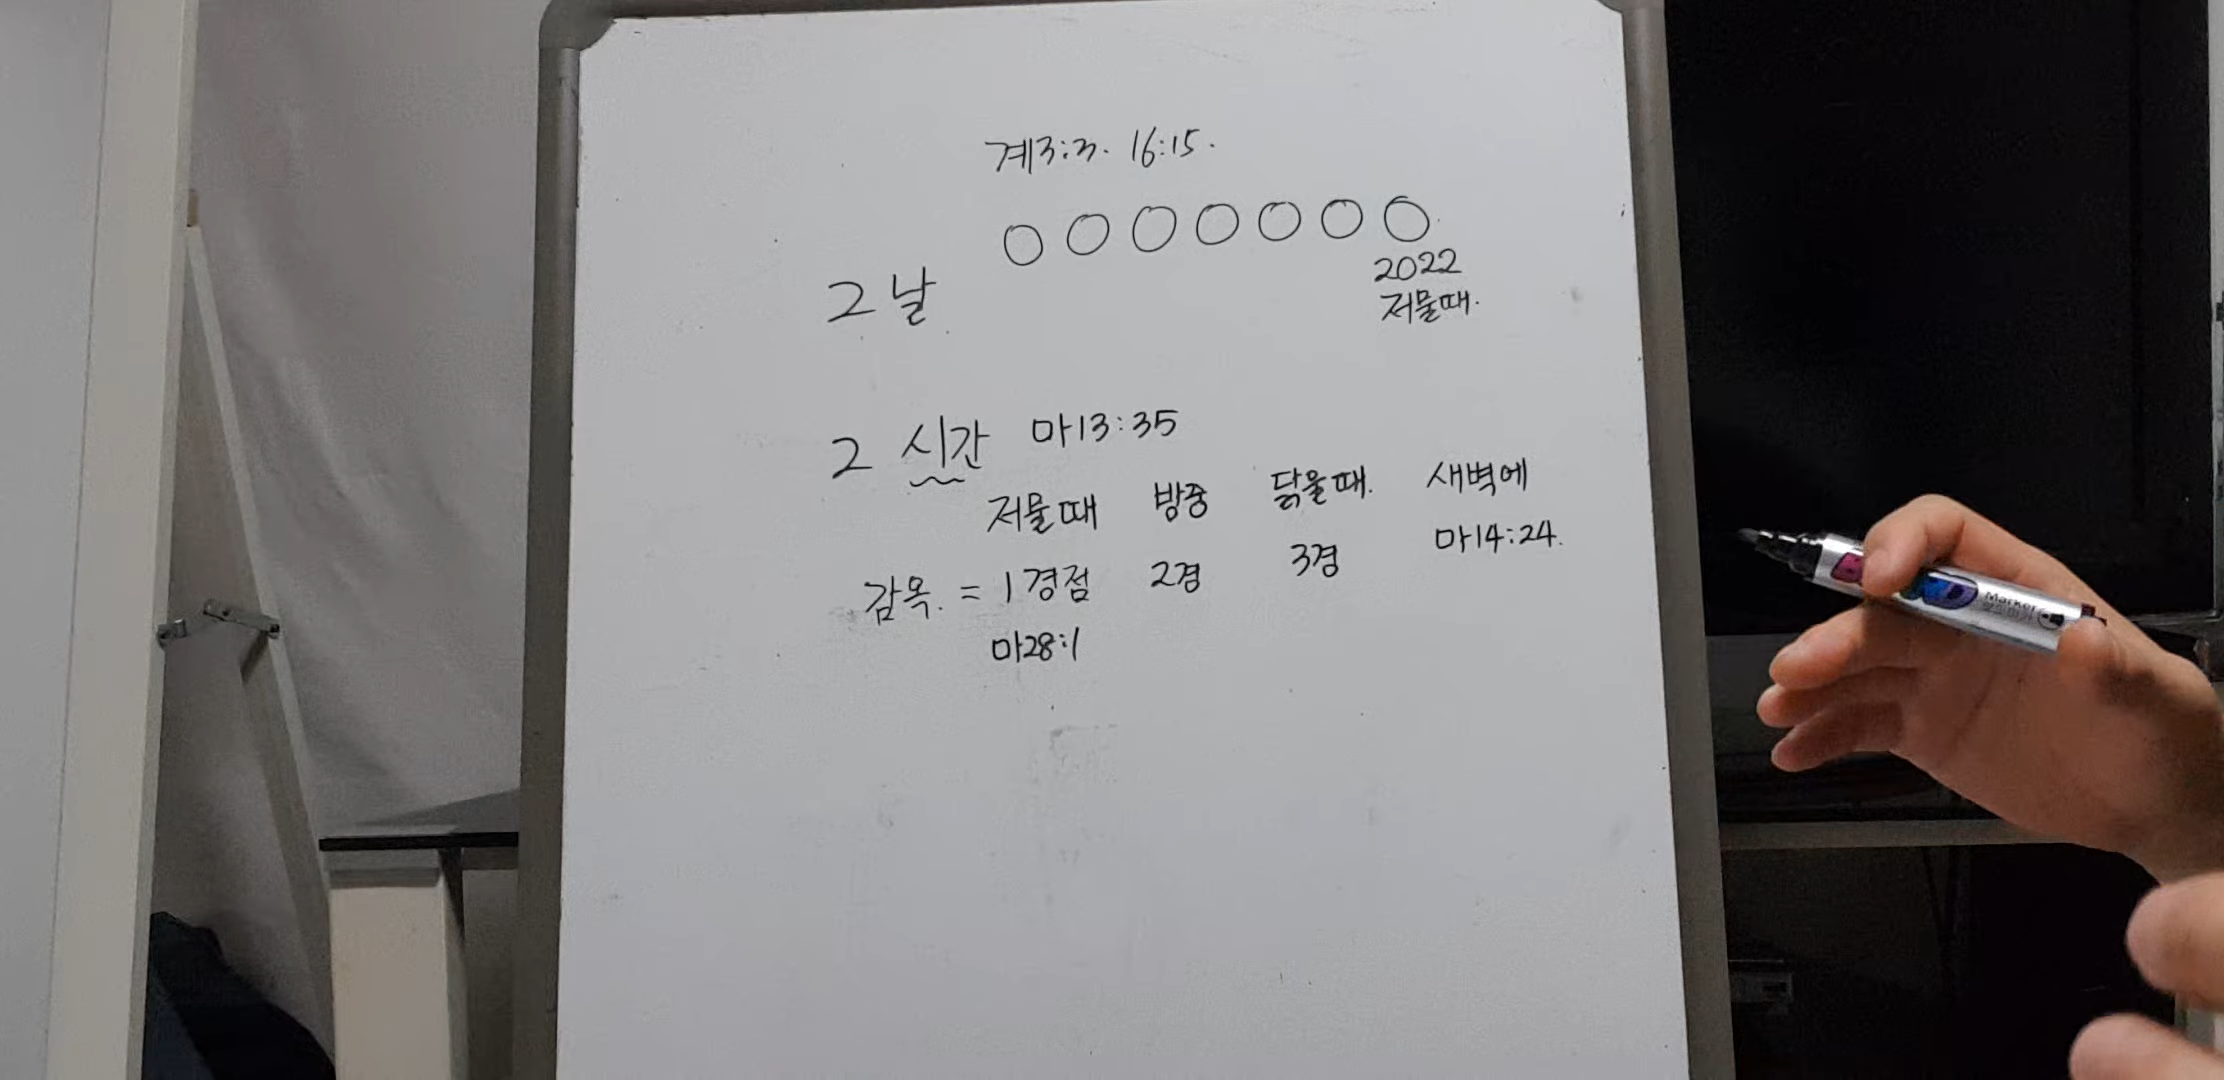 계3:3. 16:15.
○ ○ ○ ○ ○ ○ ○
2022
저물때.
그 날
그 시간 마13:35
저물때 밤중 닭울때. 새벽에
감옥. = 1경점 2경 3경 마14:24.
마28:1
Marker